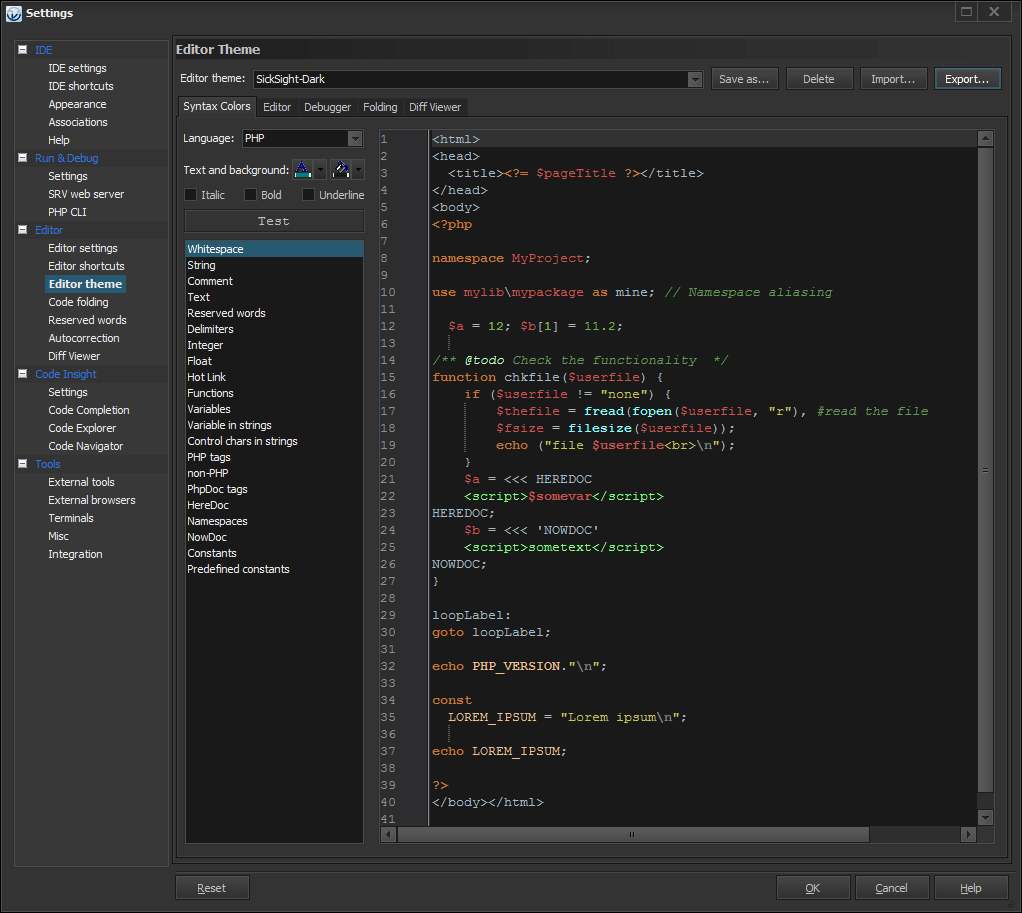 Settings
IDE
IDE settings
IDE shortcuts
Appearance
Associations
Help
Run & Debug
Settings
SRV web server
PHP CLI
Editor
Editor settings
Editor shortcuts
Editor theme
Code folding
Reserved words
Autocorrection
Diff Viewer
Code Insight
Settings
Code Completion
Code Explorer
Code Navigator
Tools
External tools
External browsers
Terminals
Misc
Integration
Editor Theme
Editor theme: SickSight-Dark Save as... Delete Import... Export...
Syntax Colors Editor Debugger Folding Diff Viewer
Language: PHP
Text and background:
Italic Bold Underline
Test
Whitespace
String
Comment
Text
Reserved words
Delimiters
Integer
Float
Hot Link
Functions
Variables
Variable in strings
Control chars in strings
PHP tags
non-PHP
PhpDoc tags
HereDoc
Namespaces
NowDoc
Constants
Predefined constants
1 <html>
2 <head>
3   <title><?= $pageTitle ?></title>
4 </head>
5 <body>
6 <?php
7
8 namespace MyProject;
9
10 use mylib\mypackage as mine; // Namespace aliasing
11
12   $a = 12; $b[1] = 11.2;
13
14 /** @todo Check the functionality  */
15 function chkfile($userfile) {
16     if ($userfile != "none") {
17         $thefile = fread(fopen($userfile, "r"), #read the file
18         $fsize = filesize($userfile));
19         echo ("file $userfile<br>\n");
20     }
21     $a = <<< HEREDOC
22     <script>$somevar</script>
23 HEREDOC;
24     $b = <<< 'NOWDOC'
25     <script>sometext</script>
26 NOWDOC;
27 }
28
29 loopLabel:
30 goto loopLabel;
31
32 echo PHP_VERSION."\n";
33
34 const
35   LOREM_IPSUM = "Lorem ipsum\n";
36
37 echo LOREM_IPSUM;
38
39 ?>
40 </body></html>
41
Reset OK Cancel Help